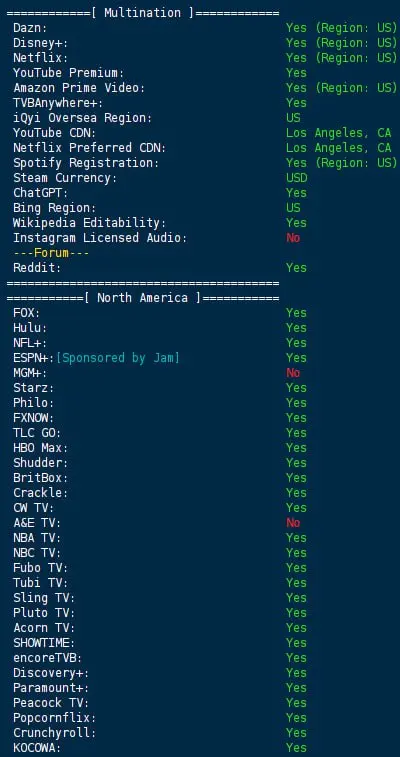 ============[ Multination ]============
Dazn: Yes (Region: US)
Disney+: Yes (Region: US)
Netflix: Yes (Region: US)
YouTube Premium: Yes
Amazon Prime Video: Yes (Region: US)
TVBAnywhere+: Yes
iQyi Oversea Region: US
YouTube CDN: Los Angeles, CA
Netflix Preferred CDN: Los Angeles, CA
Spotify Registration: Yes (Region: US)
Steam Currency: USD
ChatGPT: Yes
Bing Region: US
Wikipedia Editability: Yes
Instagram Licensed Audio: No
---Forum---
Reddit: Yes
=======================================
===========[ North America ]===========
FOX: Yes
Hulu: Yes
NFL+: Yes
ESPN+:[Sponsored by Jam] Yes
MGM+: No
Starz: Yes
Philo: Yes
FXNOW: Yes
TLC GO: Yes
HBO Max: Yes
Shudder: Yes
BritBox: Yes
Crackle: Yes
CW TV: Yes
A&E TV: No
NBA TV: Yes
NBC TV: Yes
Fubo TV: Yes
Tubi TV: Yes
Sling TV: Yes
Pluto TV: Yes
Acorn TV: Yes
SHOWTIME: Yes
encoreTVB: Yes
Discovery+: Yes
Paramount+: Yes
Peacock TV: Yes
Popcornflix: Yes
Crunchyroll: Yes
KOCOWA: Yes